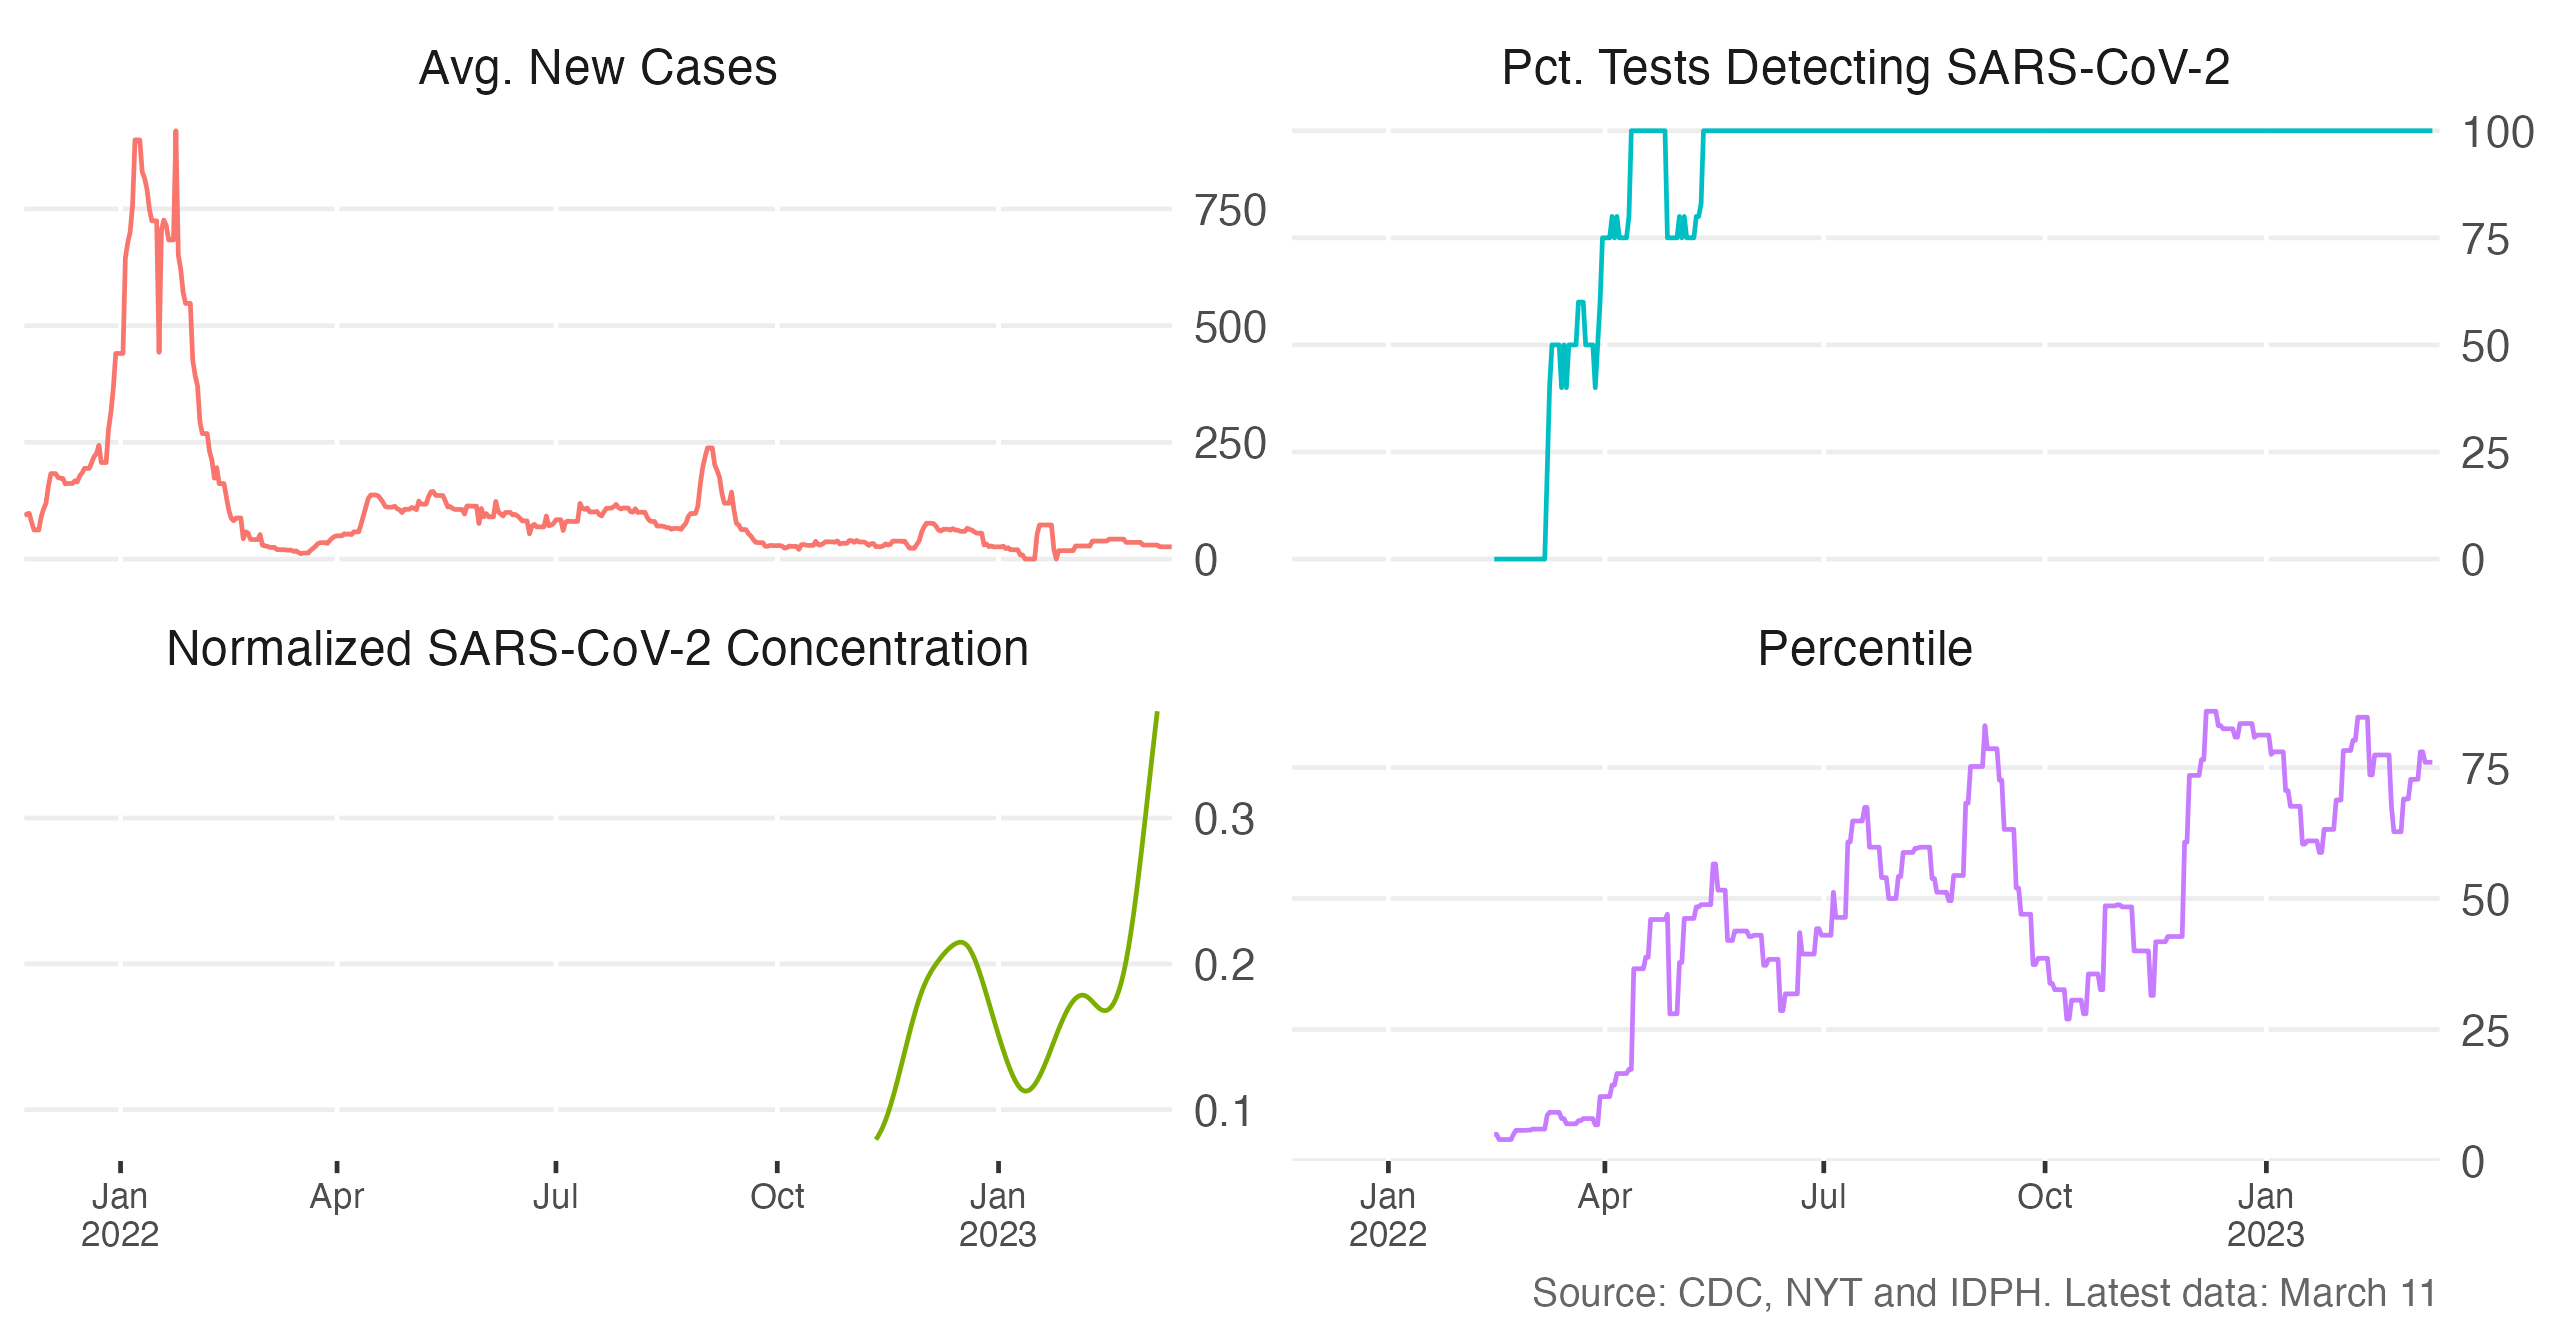 Avg. New Cases
750
500
250
0
Pct. Tests Detecting SARS-CoV-2
100
75
50
25
0
Normalized SARS-CoV-2 Concentration
0.3
0.2
0.1
Jan
2022
Apr
Jul
Oct
Jan
2023
Percentile
75
50
25
0
Jan
2022
Apr
Jul
Oct
Jan
2023
Source: CDC, NYT and IDPH. Latest data: March 11